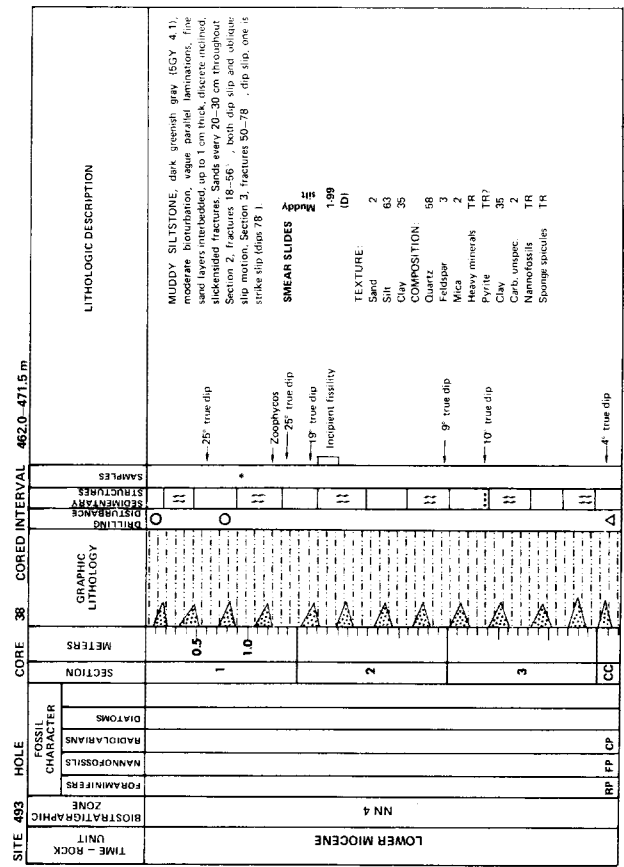 SITE 493 HOLE CORE 38 CORED INTERVAL 462.0–471.5 m
TIME – ROCK
UNIT
BIOSTRATIGRAPHIC
ZONE
FOSSIL
CHARACTER
FORAMINIFERS
NANNOFOSSILS
RADIOLARIANS
DIATOMS
SECTION
METERS
GRAPHIC
LITHOLOGY
DRILLING
DISTURBANCE
SEDIMENTARY
STRUCTURES
SAMPLES
LITHOLOGIC DESCRIPTION
LOWER MIOCENE
NN 4
RP FP CP
1
2
3
CC
0.5
1.0
*
25° true dip
Zoophycos
25° true dip
19° true dip
Incipient fissility
9° true dip
10° true dip
4° true dip
MUDDY SILTSTONE, dark greenish gray (5GY 4.1),
moderate bioturbation, vague parallel laminations, fine
sand layers interbedded, up to 1 cm thick, discrete inclined,
slickensided fractures. Sands every 20–30 cm throughout
Section 2, fractures 18–56°, both dip slip and oblique
slip motion. Section 3, fractures 50–78, dip slip, one is
strike slip (dips 78°).
SMEAR SLIDES
Muddy
silt
1-99
(D)
TEXTURE:
Sand 2
Silt 63
Clay 35
COMPOSITION:
Quartz 58
Feldspar 3
Mica 2
Heavy minerals TR
Pyrite TR?
Clay 35
Carb. unspec. 2
Nannofossils TR
Sponge spicules TR